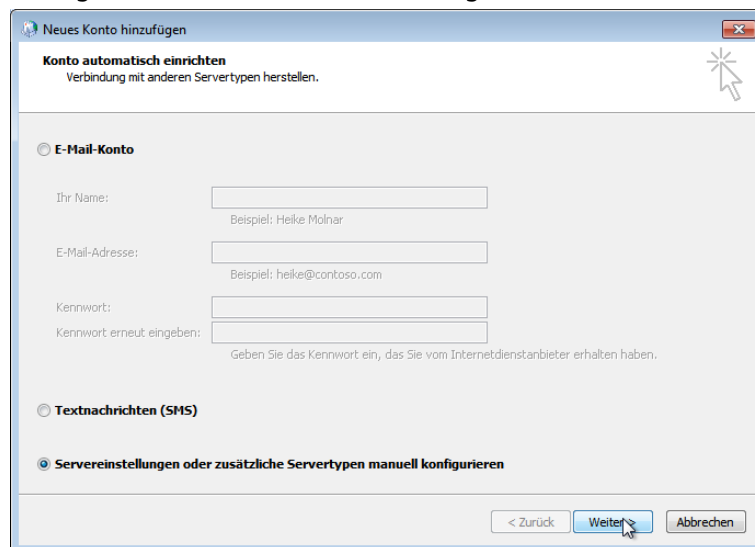 Neues Konto hinzufügen
Konto automatisch einrichten
Verbindung mit anderen Servertypen herstellen.
E-Mail-Konto
Ihr Name:
Beispiel: Heike Molnar
E-Mail-Adresse:
Beispiel: heike@contoso.com
Kennwort:
Kennwort erneut eingeben:
Geben Sie das Kennwort ein, das Sie vom Internetdienstanbieter erhalten haben.
Textnachrichten (SMS)
Servereinstellungen oder zusätzliche Servertypen manuell konfigurieren
< Zurück Weiter > Abbrechen